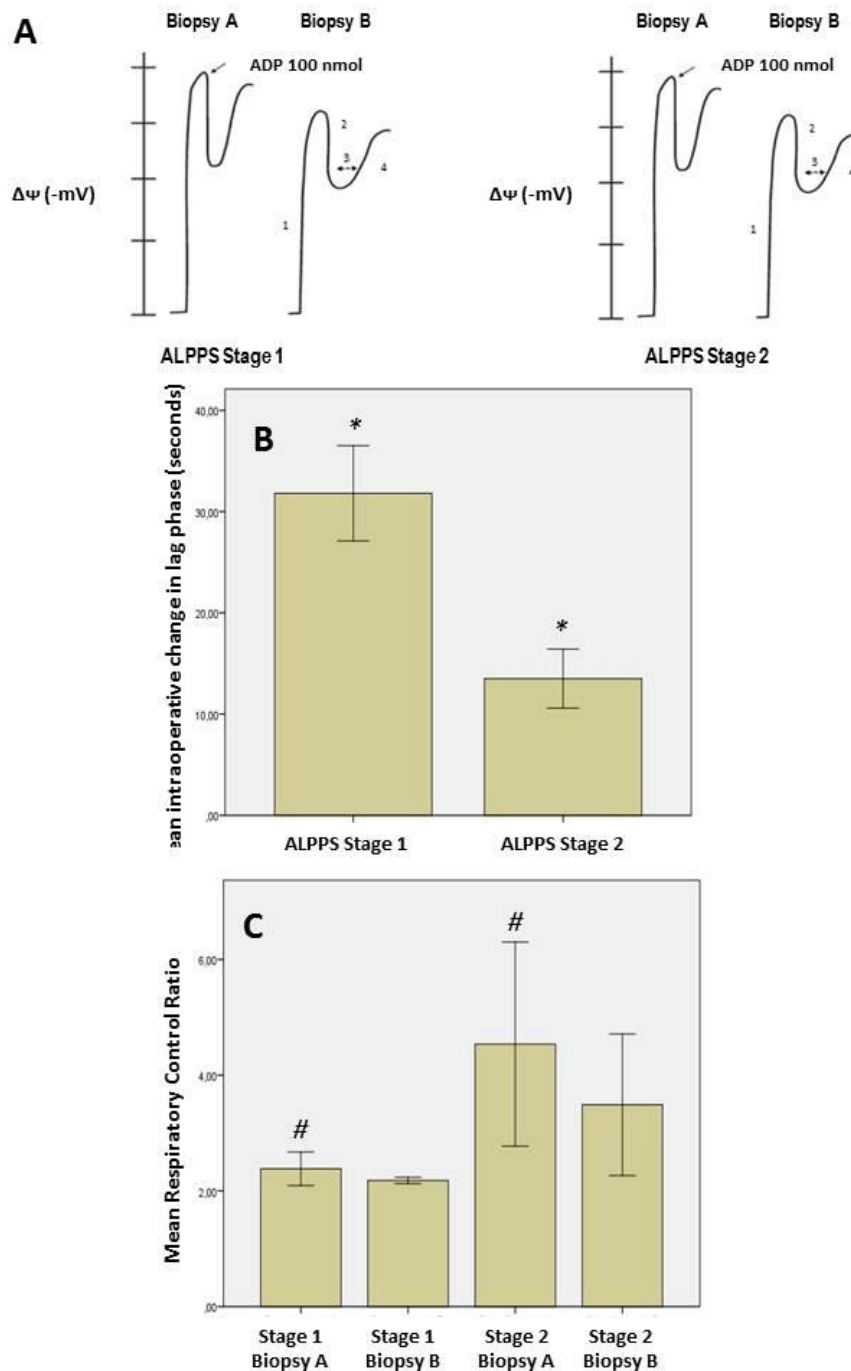 A
Biopsy A Biopsy B
ADP 100 nmol
ΔΨ (-mV)
1
2
3
4
ALPPS Stage 1
Biopsy A Biopsy B
ADP 100 nmol
ΔΨ (-mV)
1
2
3
ALPPS Stage 2
B
intraoperative change in lag phase (seconds)
40,00
30,00
20,00
10,00
,00
*
*
ALPPS Stage 1 ALPPS Stage 2
C
Mean Respiratory Control Ratio
6,00
4,00
2,00
,00
#
#
Stage 1 Stage 1 Stage 2 Stage 2
Biopsy A Biopsy B Biopsy A Biopsy B